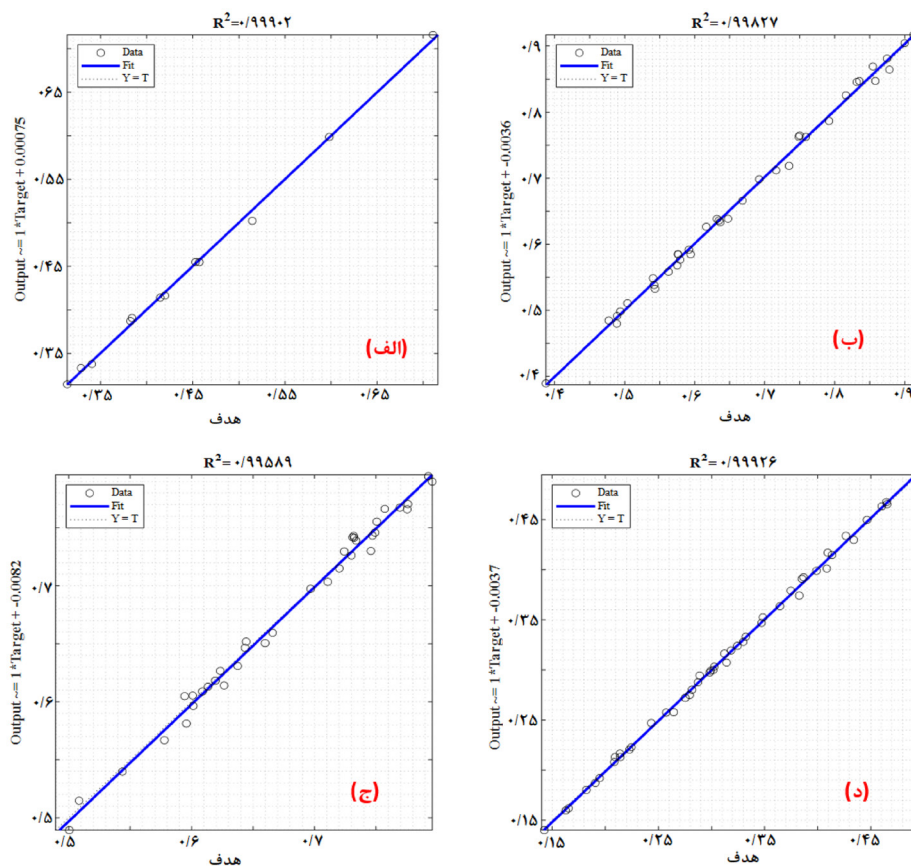 R²=۰/۹۹۹۰۲
Data
Fit
Y = T
Output ~= 1*Target + 0.00075
۰/۶۵
۰/۵۵
۰/۴۵
۰/۳۵
(الف)
۰/۳۵ ۰/۴۵ ۰/۵۵ ۰/۶۵
هدف
R²=۰/۹۹۸۲۷
Data
Fit
Y = T
Output ~= 1*Target + -0.0036
۰/۹
۰/۸
۰/۷
۰/۶
۰/۵
۰/۴
(ب)
۰/۴ ۰/۵ ۰/۶ ۰/۷ ۰/۸ ۰/۹
هدف
R²=۰/۹۹۵۸۹
Data
Fit
Y = T
Output ~= 1*Target + -0.0082
۰/۷
۰/۶
۰/۵
(ج)
۰/۵ ۰/۶ ۰/۷
هدف
R²=۰/۹۹۹۲۶
Data
Fit
Y = T
Output ~= 1*Target + -0.0037
۰/۴۵
۰/۳۵
۰/۲۵
۰/۱۵
(د)
۰/۱۵ ۰/۲۵ ۰/۳۵ ۰/۴۵
هدف